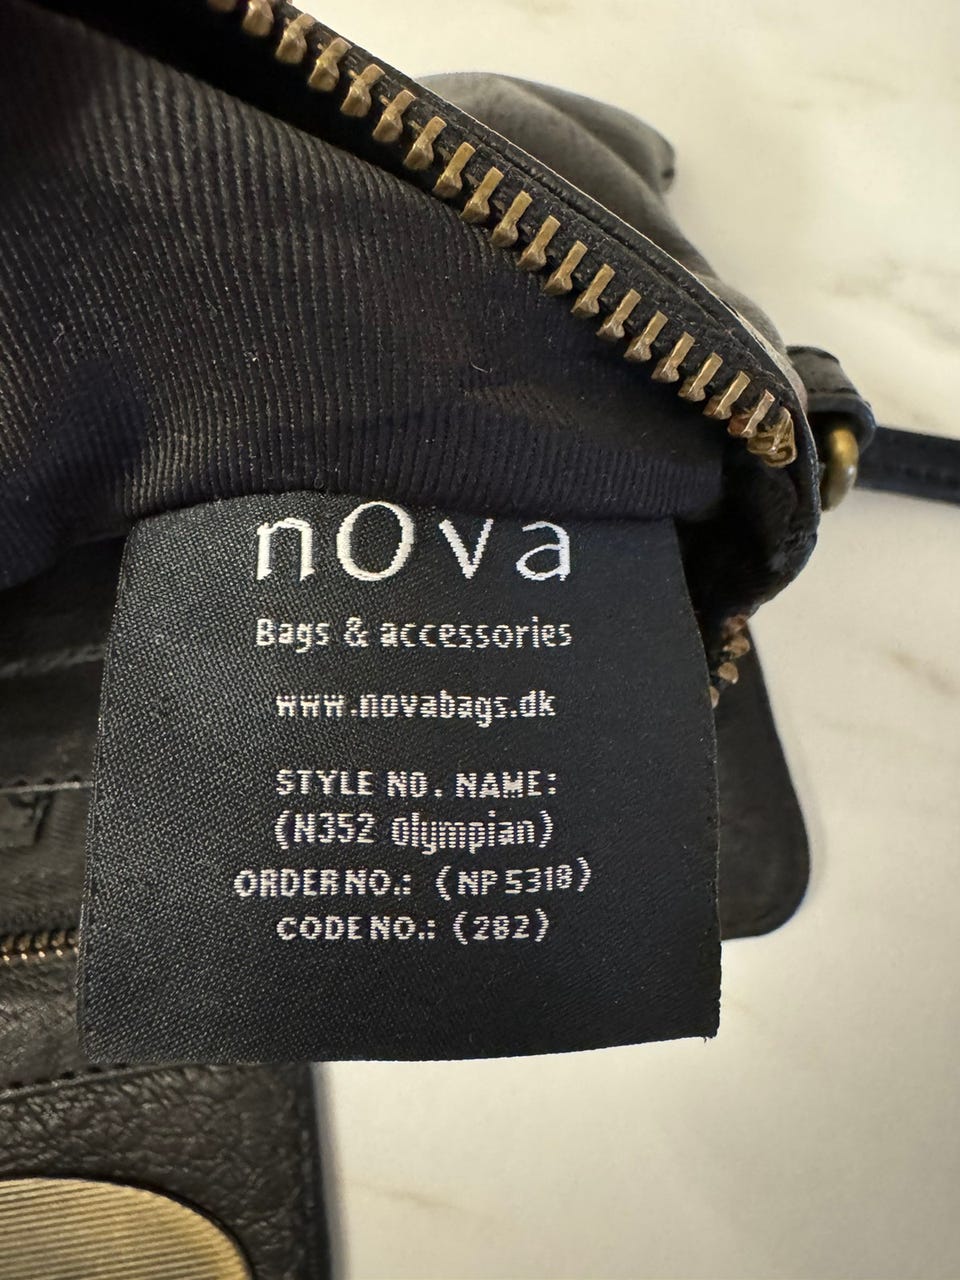 nOva
Bags & accessories
www.novabags.dk
STYLE NO. NAME:
(N352 Olympian)
ORDER NO.: (NP 5318)
CODE NO.: (282)